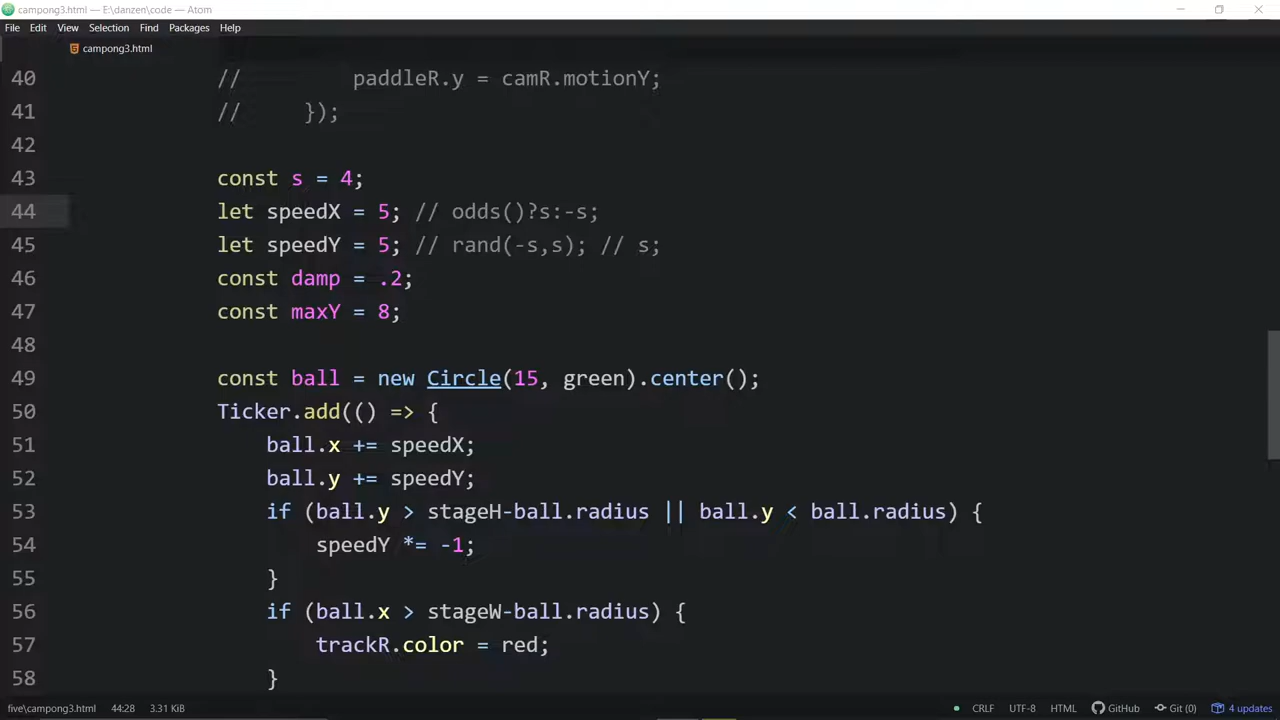 campong3.html — E:\danzen\code — Atom
File Edit View Selection Find Packages Help
campong3.html
40 // paddleR.y = camR.motionY;
41 // });
42
43 const s = 4;
44 let speedX = 5; // odds()?s:-s;
45 let speedY = 5; // rand(-s,s); // s;
46 const damp = .2;
47 const maxY = 8;
48
49 const ball = new Circle(15, green).center();
50 Ticker.add(() => {
51 ball.x += speedX;
52 ball.y += speedY;
53 if (ball.y > stageH-ball.radius || ball.y < ball.radius) {
54 speedY *= -1;
55 }
56 if (ball.x > stageW-ball.radius) {
57 trackR.color = red;
58 }
five\campong3.html 44:28 3.31 KiB CRLF UTF-8 HTML GitHub Git (0) 4 updates